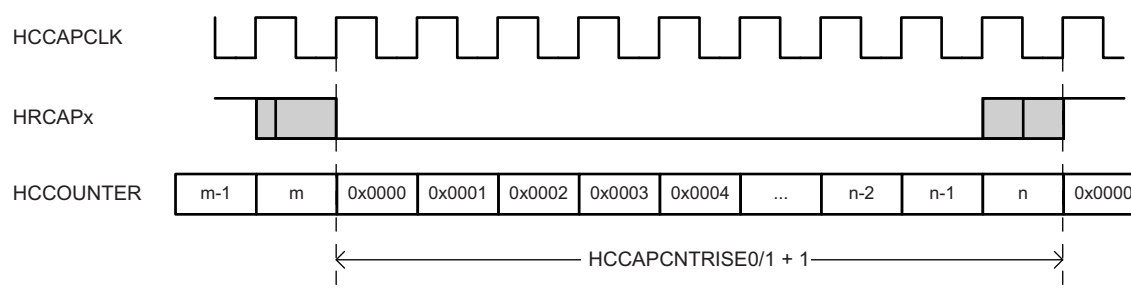 HCCAPCLK
HRCAPx
HCCOUNTER m-1 m 0x0000 0x0001 0x0002 0x0003 0x0004 ... n-2 n-1 n 0x0000
HCCAPCNTRISE0/1 + 1